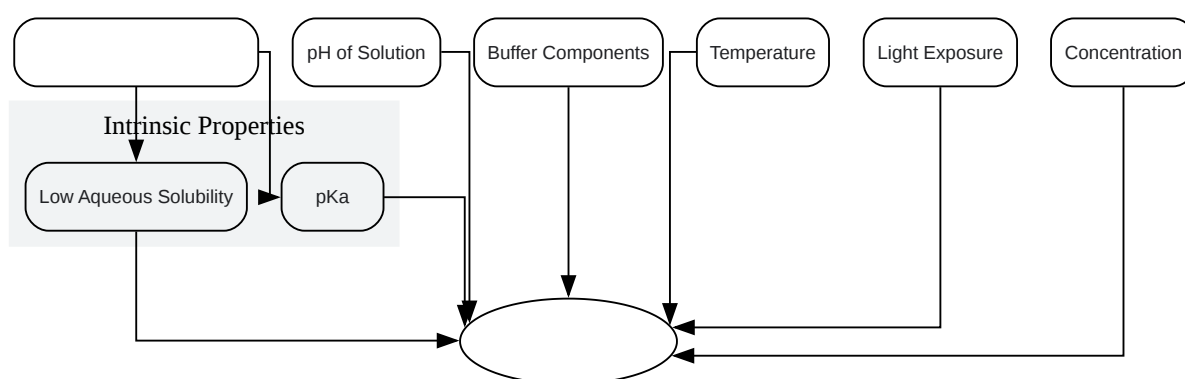 pH of Solution
Buffer Components
Temperature
Light Exposure
Concentration
Intrinsic Properties
Low Aqueous Solubility
pKa